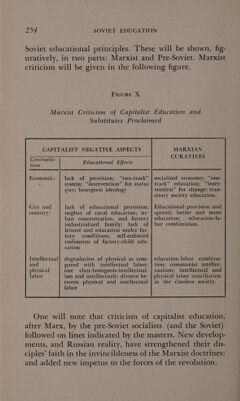 254
SOVIET EDUCATION
Soviet educational principles. These will be shown, fig-
uratively, in two parts: Marxist and Pre-Soviet. Marxist
criticism will be given in the following figure.
FIGURE X
Marxist Criticism of Capitalist Education and
Substitutes Proclaimed
CAPITALIST NEGATIVE ASPECTS
MARXIAN
CURATIVES
Contradic-
tion
Educational Effects
Economic:
lack of provision; "two-track"
system; "intervention" for status
quo; bourgeois ideology
socialized economy, "one-
track" education; "inter-
vention" for change; tran-
sitory society education.
City and
country:
lack of educational provision;
neglect of rural education; ur-
ban concentration, and factory
industrialized family; lack of
leisure and education under fac-
tory conditions; self-enforced
rudiments of factory-child edu-
cation
Educational provision and
spread; better and more
education; education-la-
bor combination.
Intellectual
and
physical
labor
degradation of physical as com-
pared with intellectual labor;
one class-bourgeois-intellectual-
ism and intellectuals; divorce be-
tween physical and intellectual
labor
education-labor combina-
tion; communist intellec-
tualism; intellectual and
physical labor conciliation
in the classless society.
One will note that criticism of capitalist education,
after Marx, by the pre-Soviet socialists (and the Soviet)
followed on lines indicated by the masters. New develop-
ments, and Russian reality, have strengthened their dis-
ciples' faith in the invincibleness of the Marxist doctrines;
and added new impetus to the forces of the revolution.